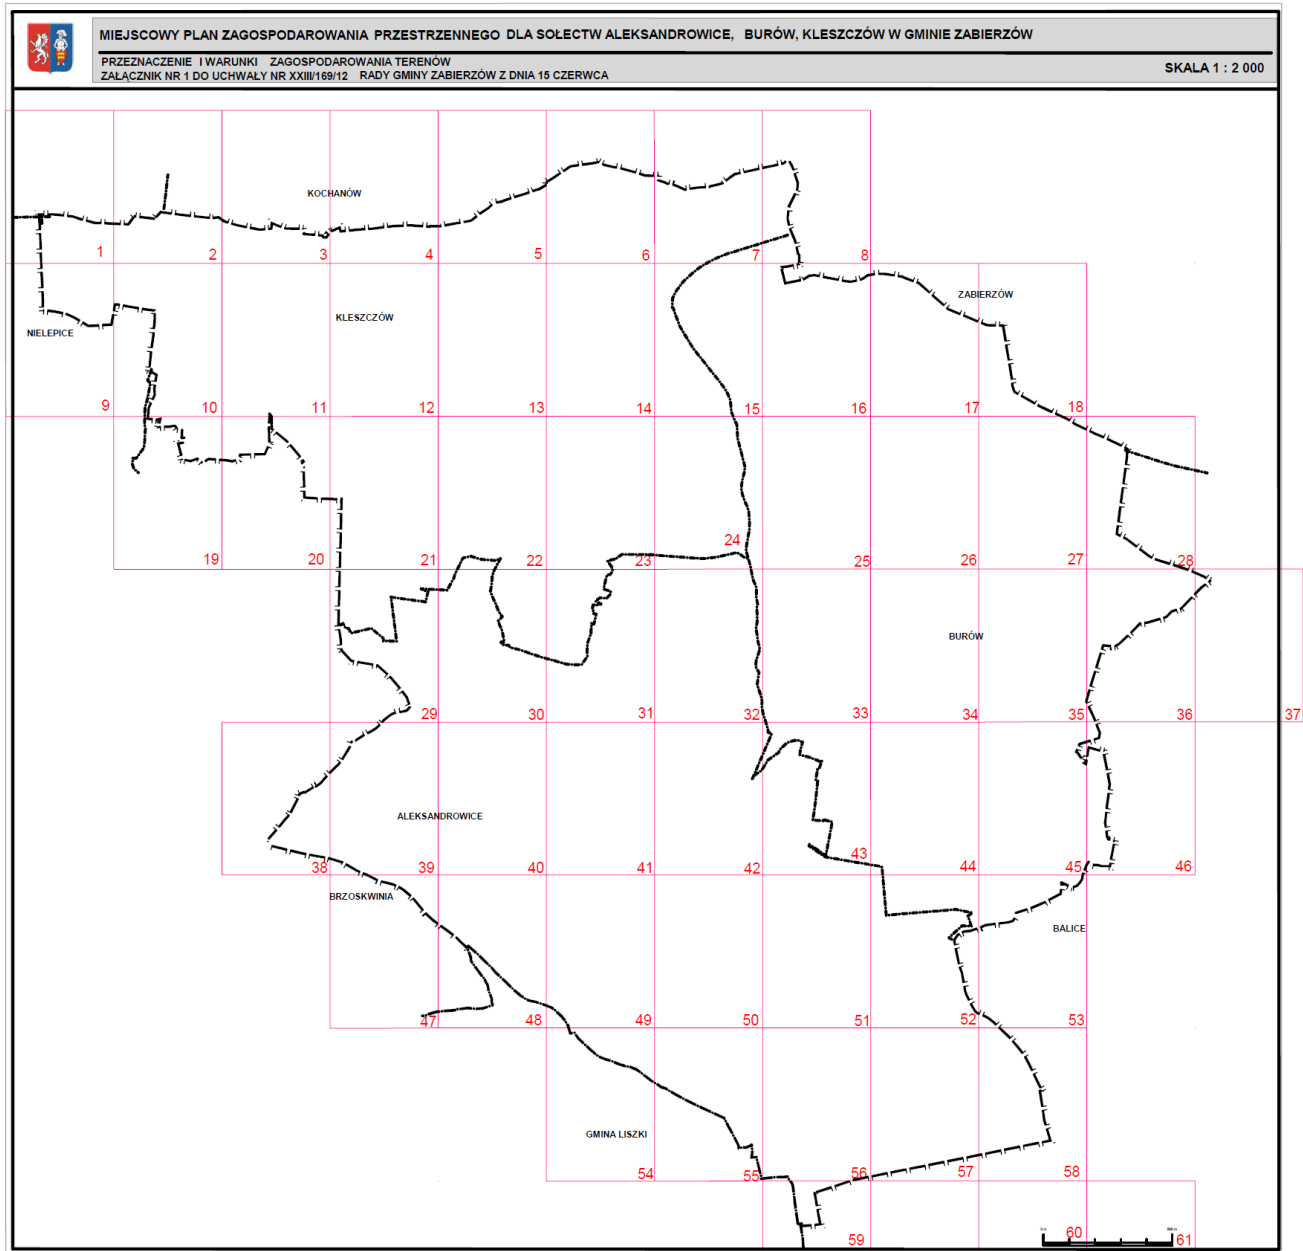 MIEJSCOWY PLAN ZAGOSPODAROWANIA PRZESTRZENNEGO DLA SOŁECTW ALEKSANDROWICE, BURÓW, KLESZCZÓW W GMINIE ZABIERZÓW
PRZEZNACZENIE I WARUNKI ZAGOSPODAROWANIA TERENÓW
ZAŁĄCZNIK NR 1 DO UCHWAŁY NR XXIII/169/12 RADY GMINY ZABIERZÓW Z DNIA 15 CZERWCA
SKALA 1 : 2 000
KOCHANÓW
1 2 3 4 5 6 7 8
ZABIERZÓW
KLESZCZÓW
NIELEPICE
9 10 11 12 13 14 15 16 17 18
24
19 20 21 22 23 25 26 27 28
BURÓW
29 30 31 32 33 34 35 36 37
ALEKSANDROWICE
43
38 39 40 41 42 44 45 46
BRZOSKWINIA
BALICE
47 48 49 50 51 52 53
GMINA LISZKI
54 55 56 57 58
59 60 61